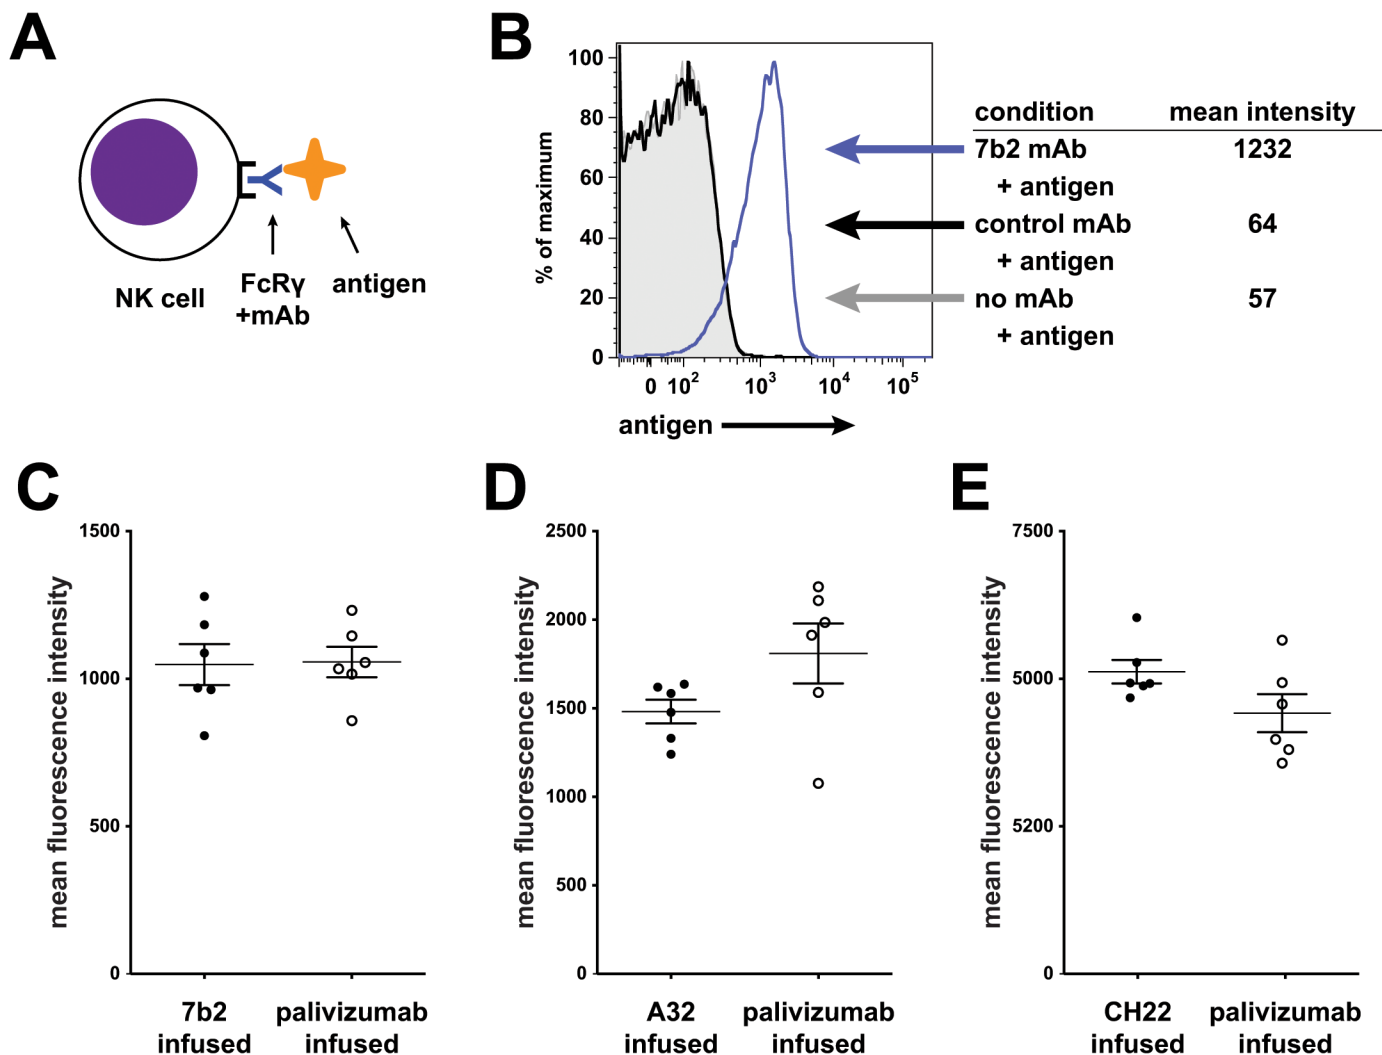 A
NK cell
FcRγ
+mAb
antigen
B
% of maximum
100
80
60
40
20
0
0 10² 10³ 10⁴ 10⁵
antigen
condition mean intensity
7b2 mAb 1232
+ antigen
control mAb 64
+ antigen
no mAb 57
+ antigen
C
mean fluorescence intensity
1500
1000
500
0
7b2
infused
palivizumab
infused
D
mean fluorescence intensity
2500
2000
1500
1000
500
0
A32
infused
palivizumab
infused
E
mean fluorescence intensity
7500
5000
5200
0
CH22
infused
palivizumab
infused